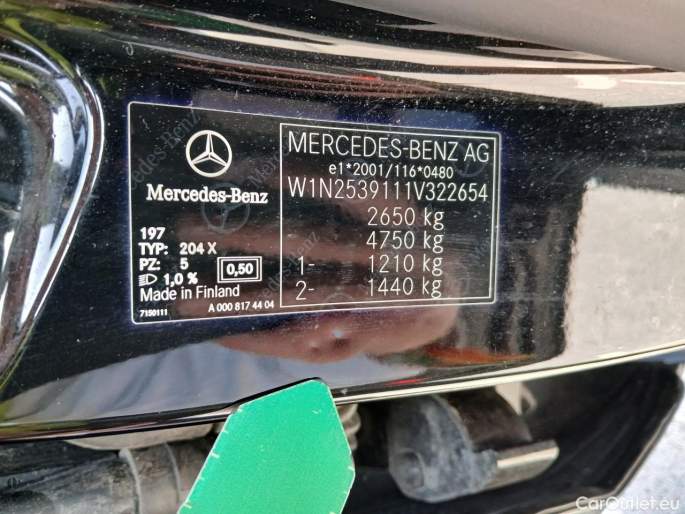 Mercedes-Benz
197
TYP: 204 X
PZ: 5
1,0 %
0,50
Made in Finland
7150111
A 000 817 44 04
MERCEDES-BENZ AG
e1*2001/116*0480
W1N2539111V322654
2650 kg
- 4750 kg
1- 1210 kg
2- 1440 kg
CarOutlet.eu